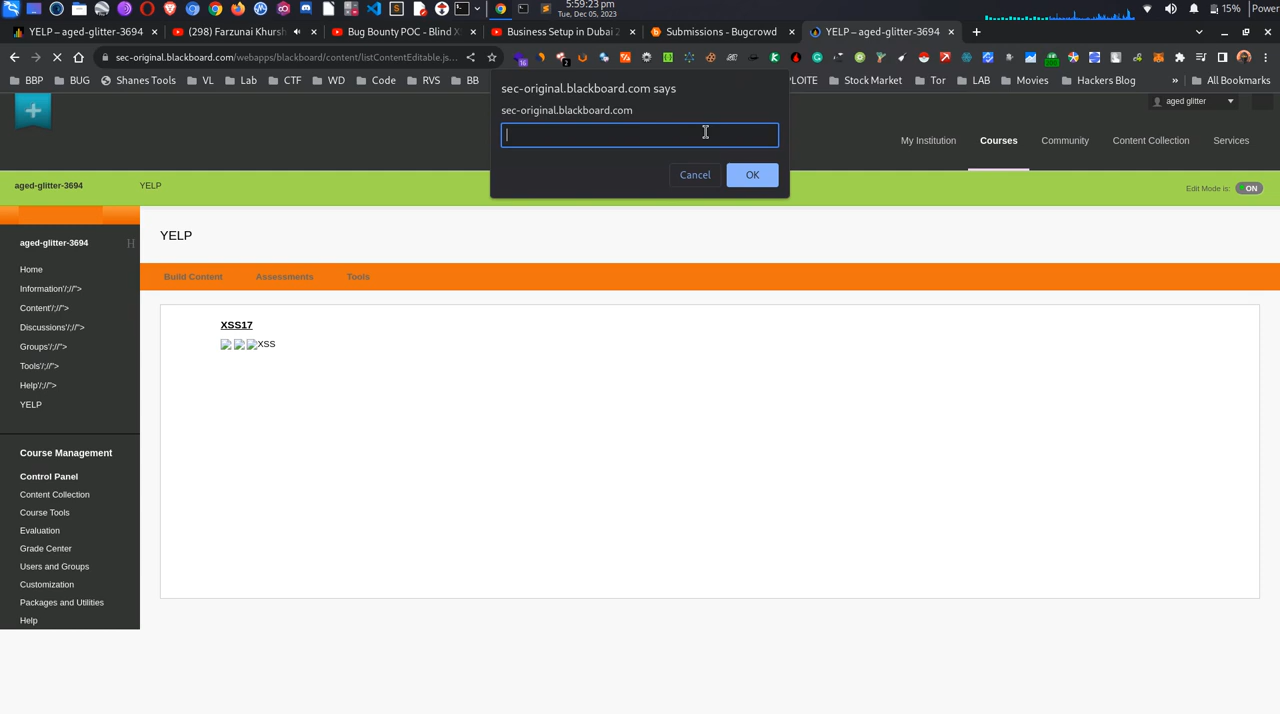 5:59:23 pm
Tue, Dec 05, 2023
15%
Power
YELP – aged-glitter-3694
(298) Farzunai Khursh
Bug Bounty POC - Blind X
Business Setup in Dubai 2
Submissions - Bugcrowd
YELP – aged-glitter-3694
sec-original.blackboard.com/webapps/blackboard/content/listContentEditable.js...
BBP
BUG
Shanes Tools
VL
Lab
CTF
WD
Code
RVS
BB
PLOITE
Stock Market
Tor
LAB
Movies
Hackers Blog
»
All Bookmarks
sec-original.blackboard.com says
sec-original.blackboard.com
Cancel
OK
aged glitter
My Institution
Courses
Community
Content Collection
Services
aged-glitter-3694
YELP
Edit Mode is:
ON
aged-glitter-3694
YELP
Home
Information'/;//">
Content'/;//">
Discussions'/;//">
Groups'/;//">
Tools'/;//">
Help'/;//">
YELP
Build Content
Assessments
Tools
XSS17
XSS
Course Management
Control Panel
Content Collection
Course Tools
Evaluation
Grade Center
Users and Groups
Customization
Packages and Utilities
Help